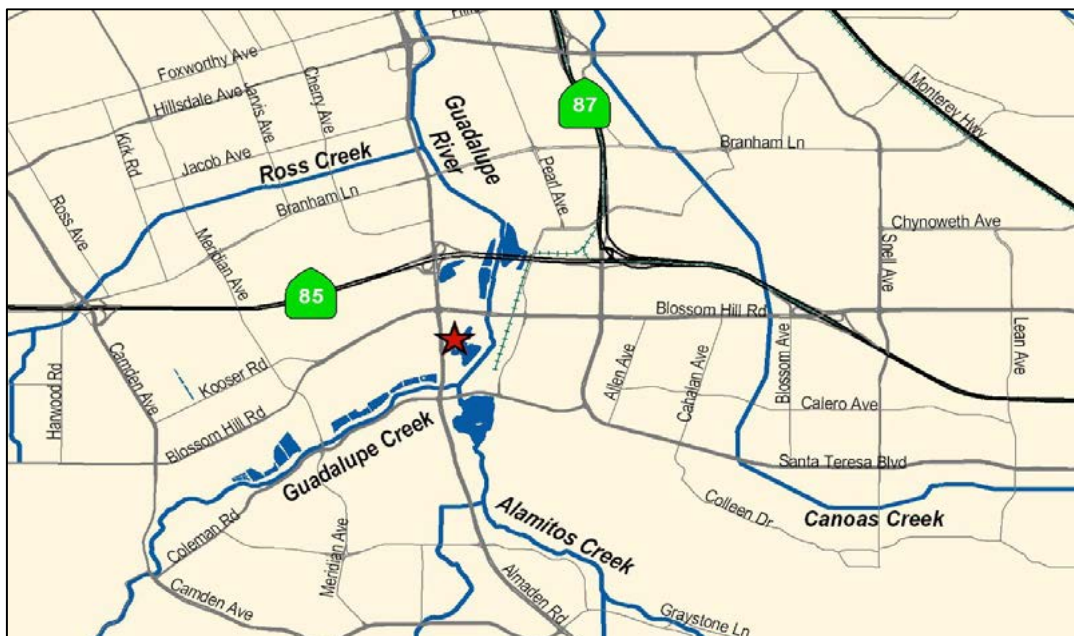 Foxworthy Ave
Hillsdale Ave
Jarvis Ave
Cherry Ave
Kirk Rd
Jacob Ave
Ross Creek
Guadalupe
River
87
Monterey Hwy
Branham Ln
Pearl Ave
Ross Ave
Branham Ln
Meridian Ave
Chynoweth Ave
Snell Ave
85
Blossom Hill Rd
Lean Ave
Harwood Rd
Camden Ave
Kooser Rd
Allen Ave
Cahalan Ave
Blossom Ave
Calero Ave
Blossom Hill Rd
Guadalupe Creek
Santa Teresa Blvd
Coleman Rd
Meridian Ave
Alamitos Creek
Colleen Dr
Canoas Creek
Camden Ave
Almaden Rd
Graystone Ln